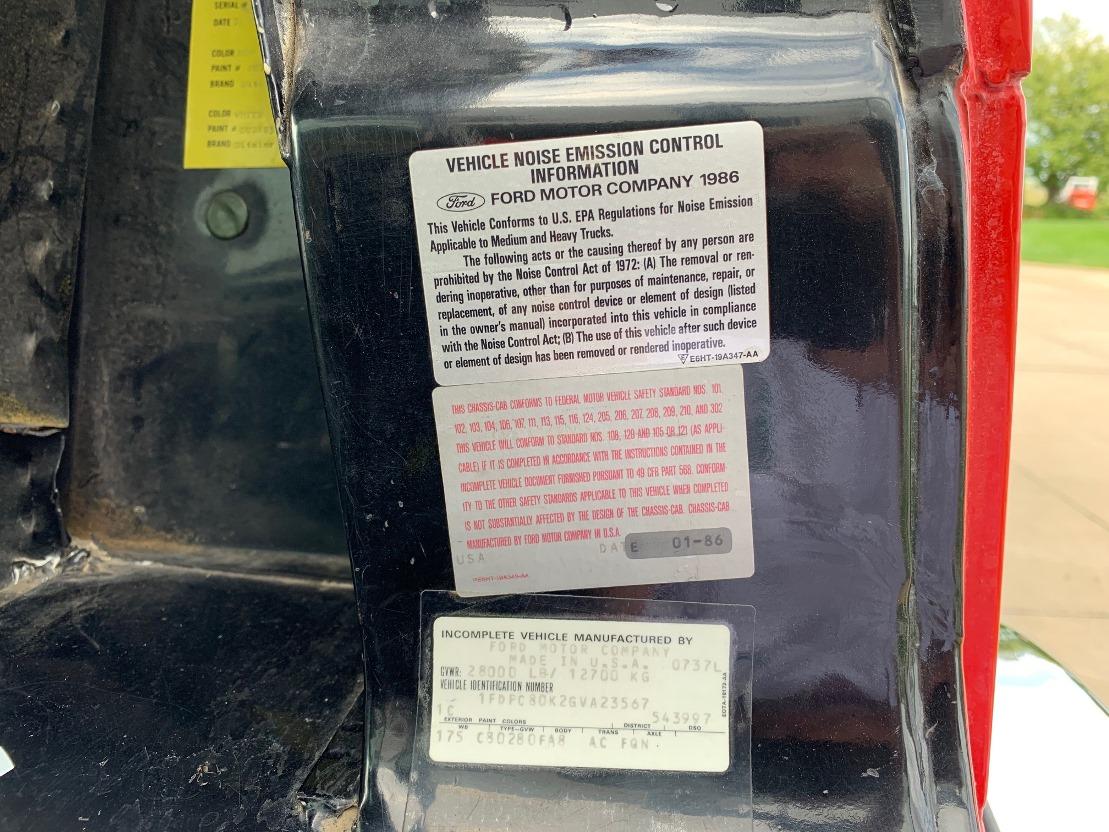 SERIAL #
DATE
COLOR
PAINT #
BRAND
COLOR WHITE
PAINT #
BRAND
VEHICLE NOISE EMISSION CONTROL
INFORMATION
Ford FORD MOTOR COMPANY 1986
This Vehicle Conforms to U.S. EPA Regulations for Noise Emission
Applicable to Medium and Heavy Trucks.
The following acts or the causing thereof by any person are
prohibited by the Noise Control Act of 1972: (A) The removal or ren-
dering inoperative, other than for purposes of maintenance, repair, or
replacement, of any noise control device or element of design (listed
in the owner's manual) incorporated into this vehicle in compliance
with the Noise Control Act; (B) The use of this vehicle after such device
or element of design has been removed or rendered inoperative.
E6HT-19A347-AA
THIS CHASSIS-CAB CONFORMS TO FEDERAL MOTOR VEHICLE SAFETY STANDARD NOS. 101,
102, 103, 104, 106, 107, 111, 113, 115, 116, 124, 205, 206, 207, 208, 209, 210, AND 302
THIS VEHICLE WILL CONFORM TO STANDARD NOS. 108, 120 AND 105 OR 121 (AS APPLI-
CABLE) IF IT IS COMPLETED IN ACCORDANCE WITH THE INSTRUCTIONS CONTAINED IN THE
INCOMPLETE VEHICLE DOCUMENT FURNISHED PURSUANT TO 49 CFR PART 568. CONFORM-
ITY TO THE OTHER SAFETY STANDARDS APPLICABLE TO THIS VEHICLE WHEN COMPLETED
IS NOT SUBSTANTIALLY AFFECTED BY THE DESIGN OF THE CHASSIS-CAB. CHASSIS-CAB
MANUFACTURED BY FORD MOTOR COMPANY IN U.S.A.
USA DATE 01-86
INCOMPLETE VEHICLE MANUFACTURED BY
FORD MOTOR COMPANY
MADE IN U.S.A. 0737L
GVWR: 28000 LB/ 12700 KG
VEHICLE IDENTIFICATION NUMBER
1FDPC80K2GVA23567
1C 543997
EXTERIOR PAINT COLORS DISTRICT DSO
WB TYPE-GVW BODY TRANS AXLE
175 C80280FA8 AC FQN